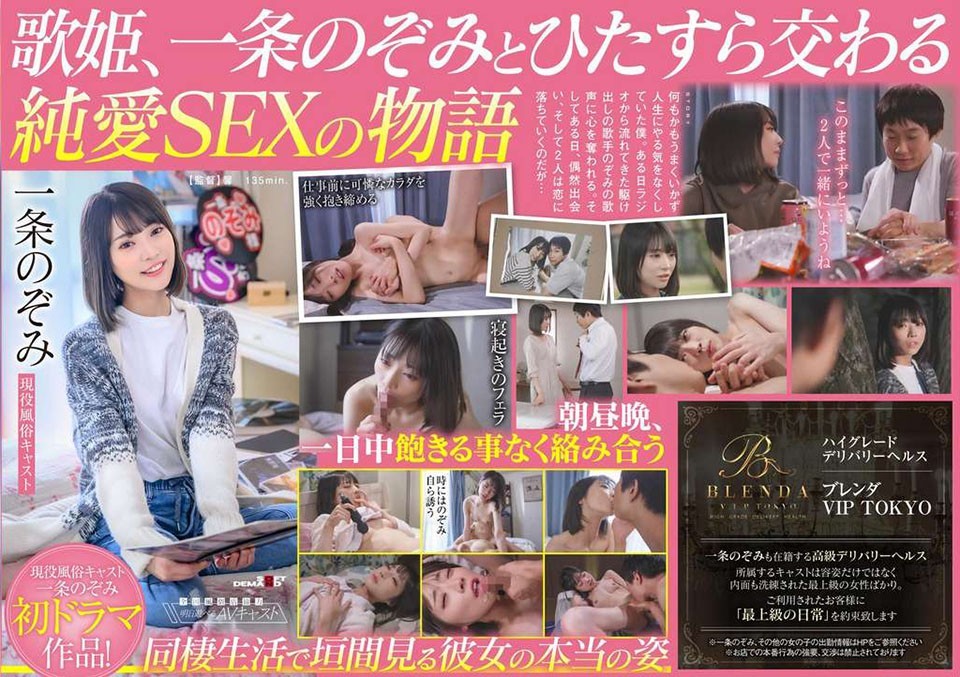 歌姫、一条のぞみとひたすら交わる
純愛SEXの物語
【監督】馨 135min.
一条のぞみ
現役風俗キャスト
STORY
何もかもうまくいかず
人生にやる気をなくし
ていた僕。ある日ラジ
オから流れてきた駆け
出しの歌手のぞみの歌
声に心を奪われる。そ
してある日、偶然出会
い、そして2人は恋に
落ちていくのだが…
このままずっと…
2人で一緒にいようね
仕事前に可憐なカラダを
強く抱き締める
寝起きのフェラ
朝昼晩、
一日中飽きる事なく絡み合う
時にはのぞみ
自ら誘う
現役風俗キャスト
一条のぞみ
初ドラマ
作品!
明日遊べるAVキャスト
同棲生活で垣間見る彼女の本当の姿
B
BLENDA
VIP TOKYO
HIGH GRADE DELIVERY HEALTH
ハイグレード
デリバリーヘルス
ブレンダ
VIP TOKYO
一条のぞみも在籍する高級デリバリーヘルス
所属するキャストは容姿だけではなく
内面も洗練された最上級の女性ばかり。
ご利用されたお客様に
「最上級の日常」を約束致します
※一条のぞみ、その他の女の子の出勤情報はHPをご参照ください
※お店での本番行為の強要、交渉は禁止されております